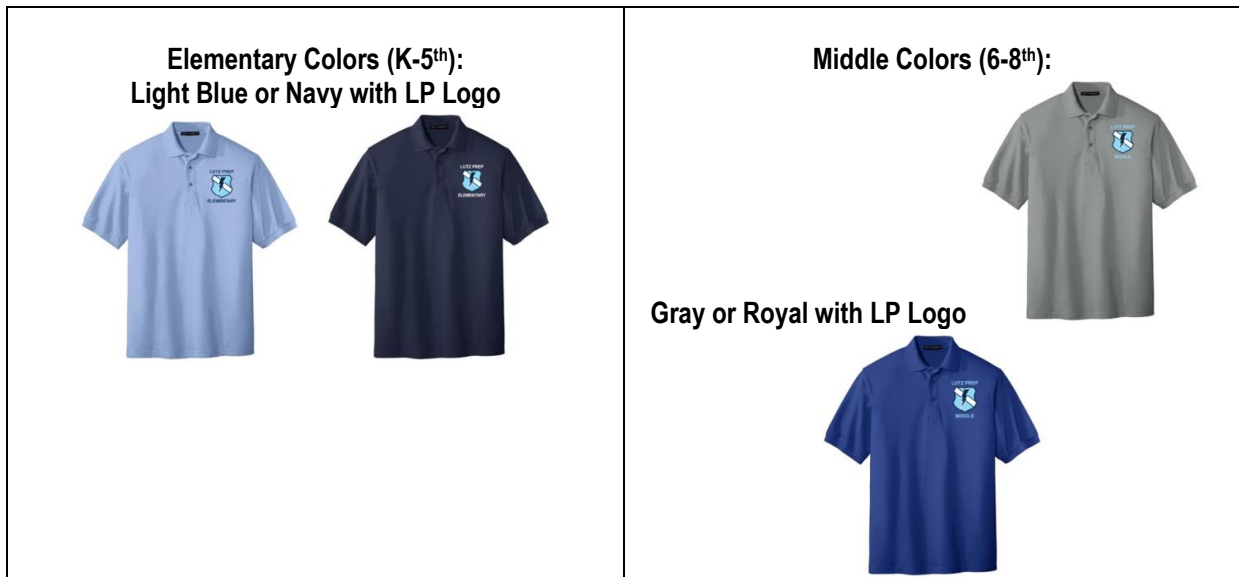 Elementary Colors (K-5th):
Light Blue or Navy with LP Logo
LUTZ PREP
ELEMENTARY
LUTZ PREP
ELEMENTARY
Middle Colors (6-8th):
LUTZ PREP
MIDDLE
Gray or Royal with LP Logo
LUTZ PREP
MIDDLE